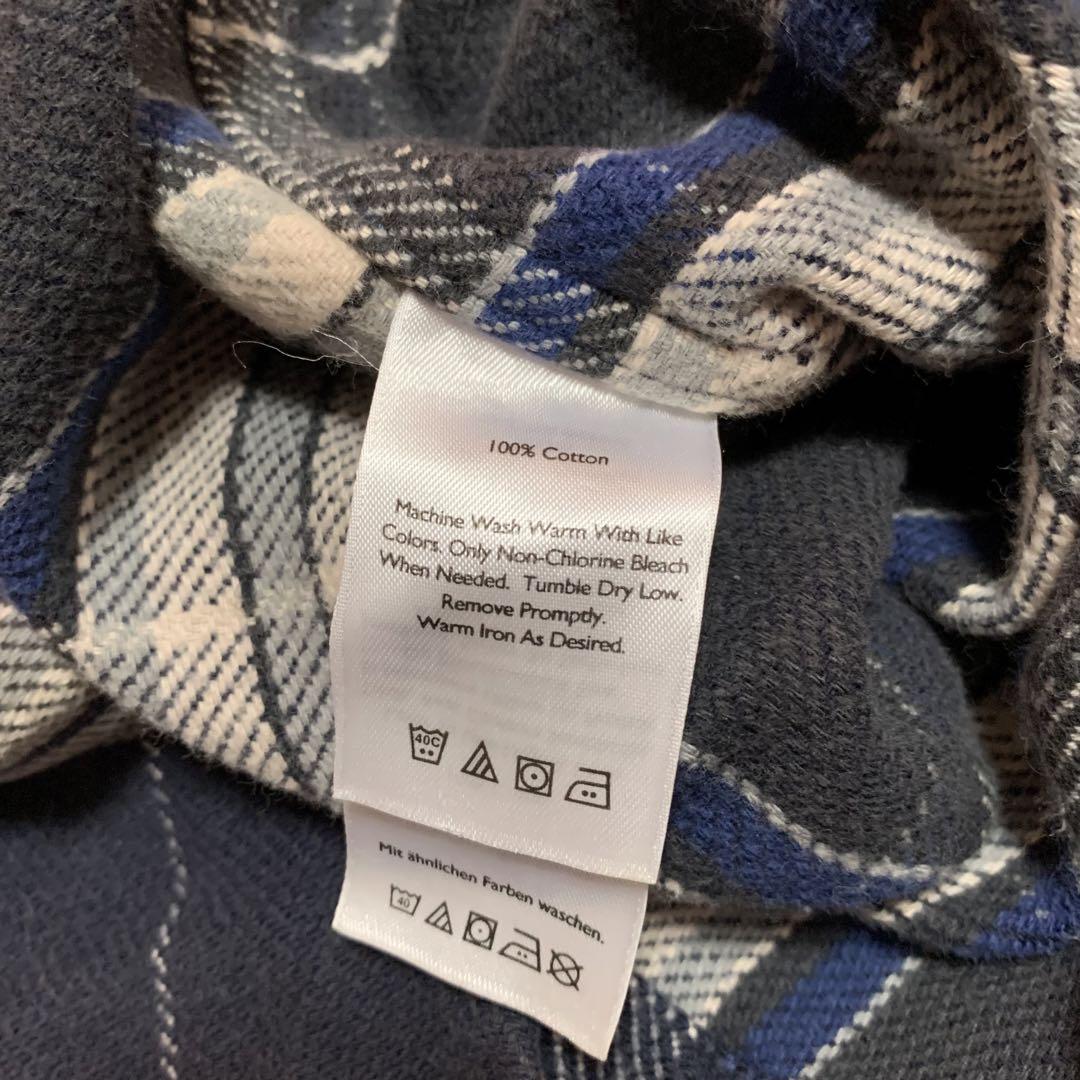 100% Cotton
Machine Wash Warm With Like
Colors. Only Non-Chlorine Bleach
When Needed. Tumble Dry Low.
Remove Promptly.
Warm Iron As Desired.
40C
Mit ähnlichen Farben waschen.
40